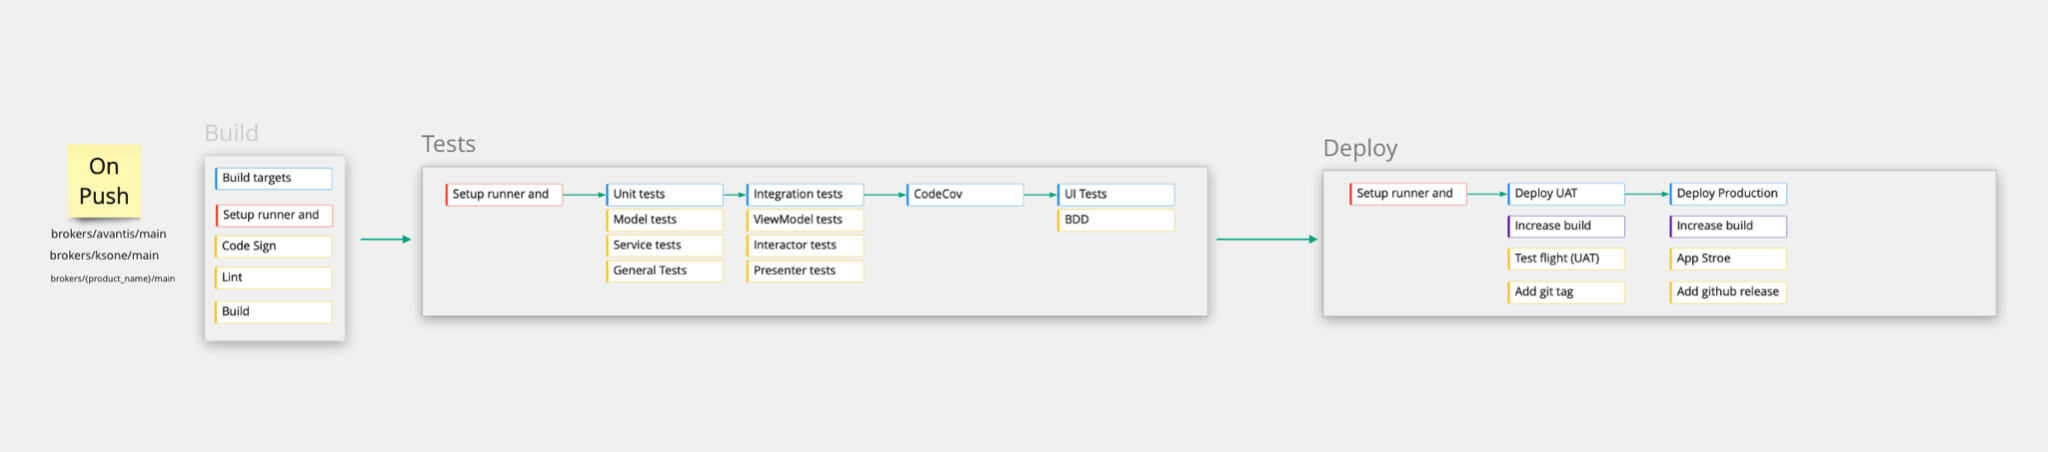 On
Push
brokers/avantis/main
brokers/ksone/main
brokers/{product_name}/main
Build
Build targets
Setup runner and
Code Sign
Lint
Build
Tests
Setup runner and
Unit tests
Model tests
Service tests
General Tests
Integration tests
ViewModel tests
Interactor tests
Presenter tests
CodeCov
UI Tests
BDD
Deploy
Setup runner and
Deploy UAT
Increase build
Test flight (UAT)
Add git tag
Deploy Production
Increase build
App Stroe
Add github release